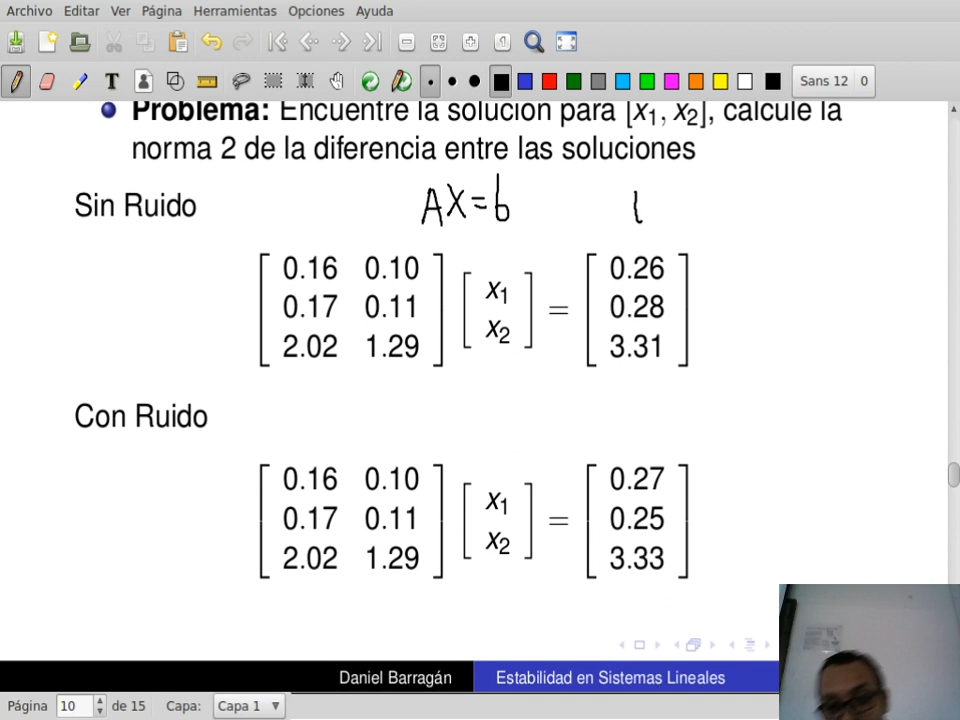 Archivo Editar Ver Página Herramientas Opciones Ayuda
Sans 12 0
Problema: Encuentre la solución para [x1, x2], calcule la
norma 2 de la diferencia entre las soluciones
Sin Ruido
AX=b
0.16 0.10
0.17 0.11
2.02 1.29
x1
x2
=
0.26
0.28
3.31
Con Ruido
0.16 0.10
0.17 0.11
2.02 1.29
x1
x2
=
0.27
0.25
3.33
Daniel Barragán Estabilidad en Sistemas Lineales
Página 10 de 15 Capa: Capa 1